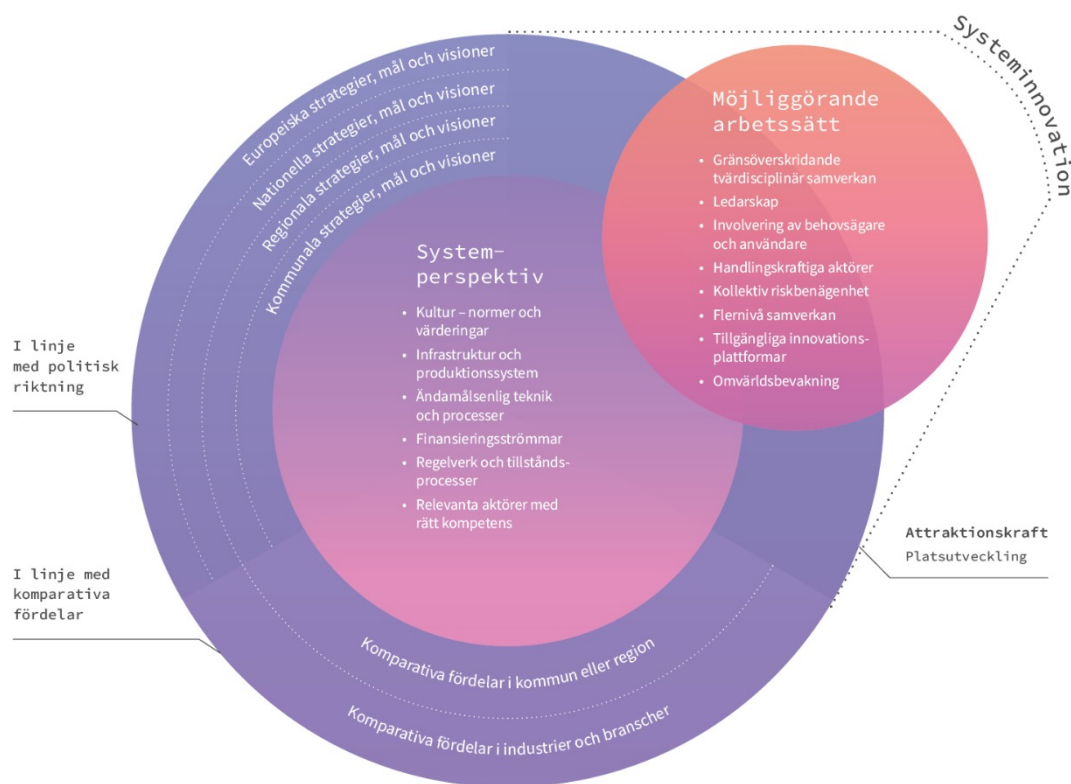 Systeminnovation
Europeiska strategier, mål och visioner
Nationella strategier, mål och visioner
Regionala strategier, mål och visioner
Kommunala strategier, mål och visioner
Möjliggörande
arbetssätt
• Gränsöverskridande
tvärdisciplinär samverkan
• Ledarskap
• Involvering av behovsägare
och användare
• Handlingskraftiga aktörer
• Kollektiv riskbenägenhet
• Flernivå samverkan
• Tillgängliga innovations-
plattformar
• Omvärldsbevakning
System-
perspektiv
• Kultur – normer och
värderingar
• Infrastruktur och
produktionssystem
• Ändamålsenlig teknik
och processer
• Finansieringsströmmar
• Regelverk och tillstånds-
processer
• Relevanta aktörer med
rätt kompetens
I linje
med politisk
riktning
Attraktionskraft
Platsutveckling
I linje med
komparativa
fördelar
Komparativa fördelar i kommun eller region
Komparativa fördelar i industrier och branscher